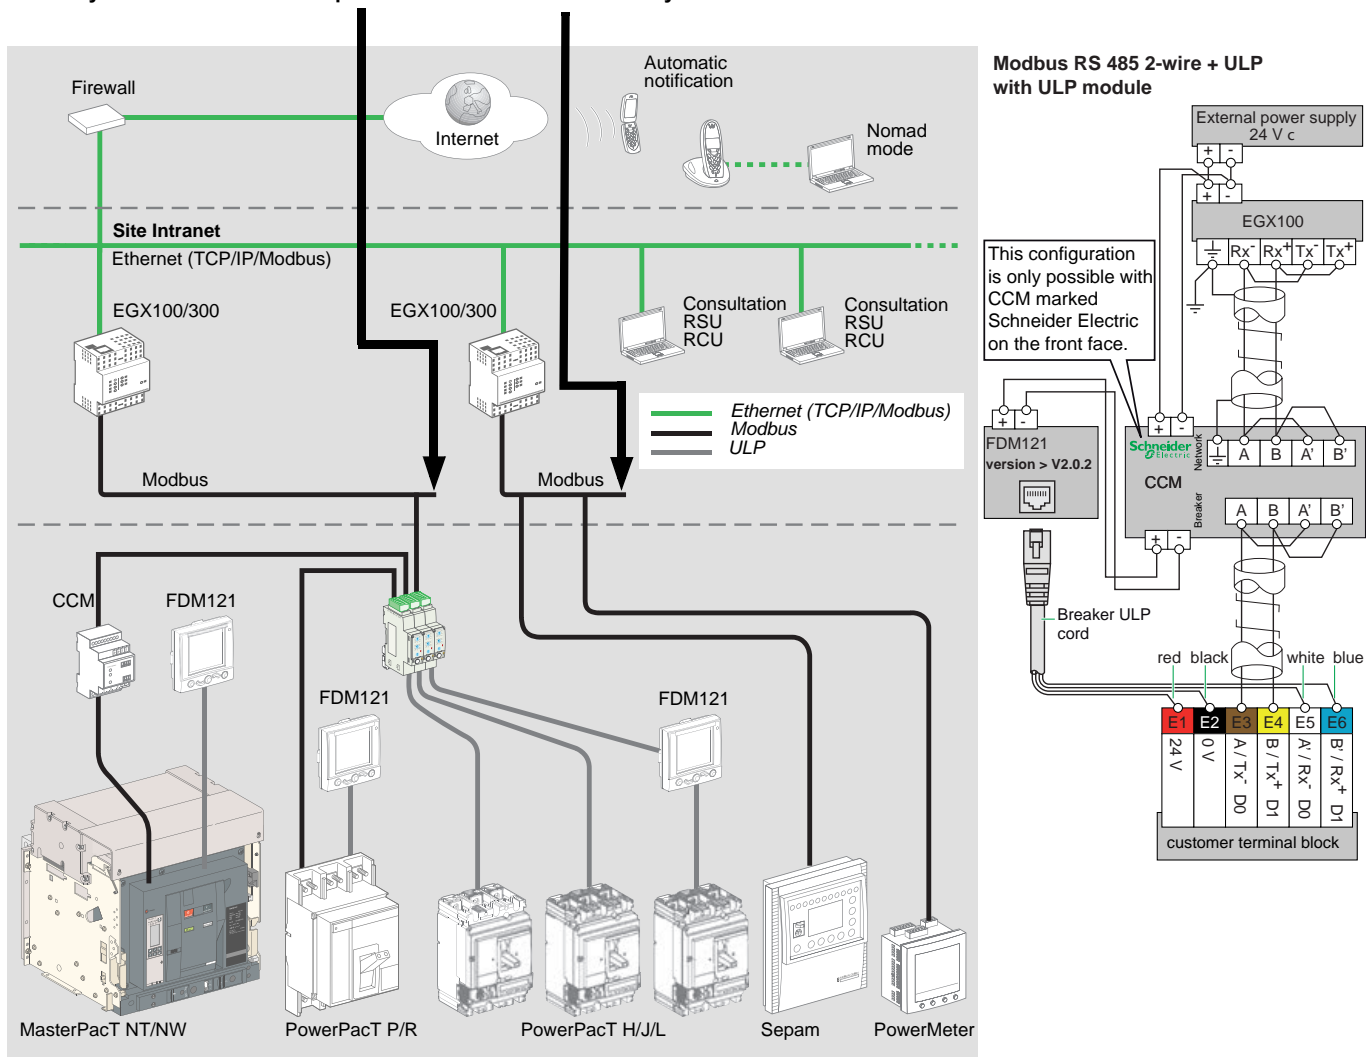 Firewall
Internet
Automatic
notification
Nomad
mode
Site Intranet
Ethernet (TCP/IP/Modbus)
EGX100/300
EGX100/300
Consultation
RSU
RCU
Consultation
RSU
RCU
Ethernet (TCP/IP/Modbus)
Modbus
ULP
Modbus
Modbus
CCM
FDM121
FDM121
FDM121
MasterPacT NT/NW
PowerPacT P/R
PowerPacT H/J/L
Sepam
PowerMeter
Modbus RS 485 2-wire + ULP
with ULP module
External power supply
24 V c
+ -
+ -
EGX100
Rx- Rx+ Tx- Tx+
This configuration
is only possible with
CCM marked
Schneider Electric
on the front face.
+ -
FDM121
version > V2.0.2
+ -
Schneider
Electric
Network
A B A' B'
CCM
Breaker
A B A' B'
+ -
Breaker ULP
cord
red black white blue
E1 E2 E3 E4 E5 E6
24 V
0 V
A / Tx- D0
B / Tx+ D1
A' / Rx- D0
B' / Rx+ D1
customer terminal block